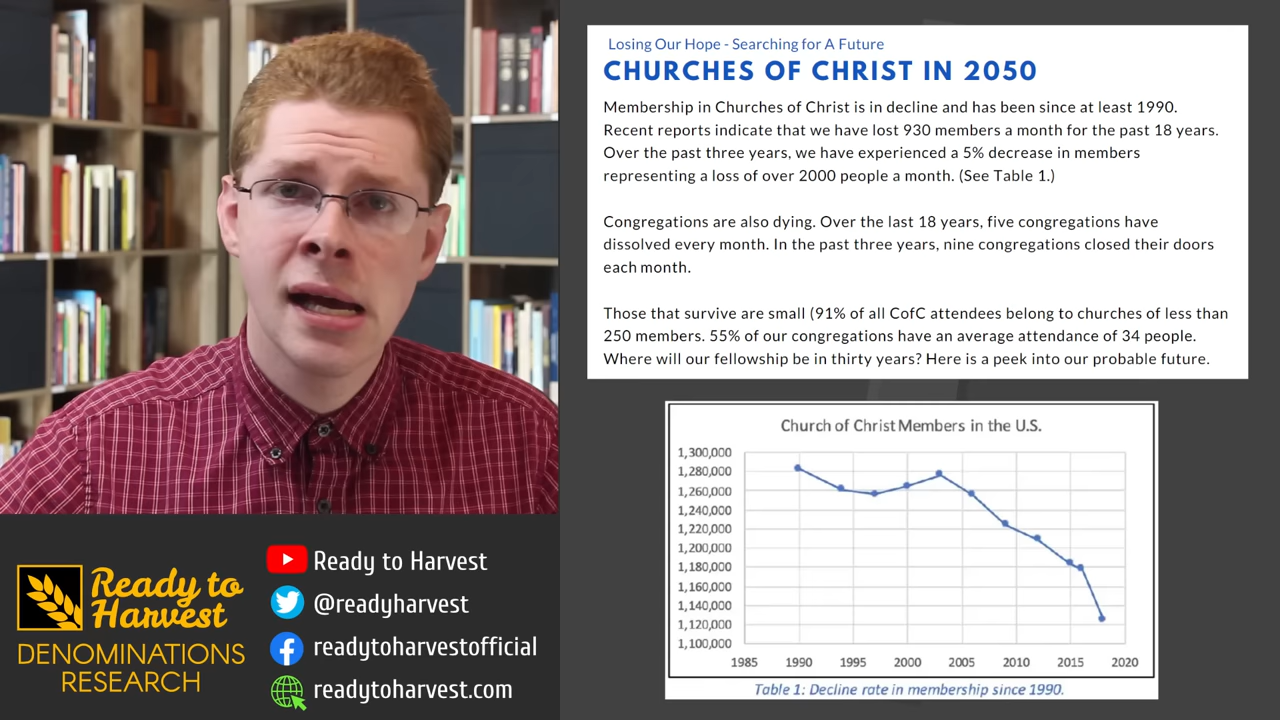 Losing Our Hope - Searching for A Future
CHURCHES OF CHRIST IN 2050
Membership in Churches of Christ is in decline and has been since at least 1990.
Recent reports indicate that we have lost 930 members a month for the past 18 years.
Over the past three years, we have experienced a 5% decrease in members
representing a loss of over 2000 people a month. (See Table 1.)
Congregations are also dying. Over the last 18 years, five congregations have
dissolved every month. In the past three years, nine congregations closed their doors
each month.
Those that survive are small (91% of all CofC attendees belong to churches of less than
250 members. 55% of our congregations have an average attendance of 34 people.
Where will our fellowship be in thirty years? Here is a peek into our probable future.
Church of Christ Members in the U.S.
1,300,000
1,280,000
1,260,000
1,240,000
1,220,000
1,200,000
1,180,000
1,160,000
1,140,000
1,120,000
1,100,000
1985 1990 1995 2000 2005 2010 2015 2020
Table 1: Decline rate in membership since 1990.
Ready to
Harvest
DENOMINATIONS
RESEARCH
Ready to Harvest
@readyharvest
readytoharvestofficial
readytoharvest.com